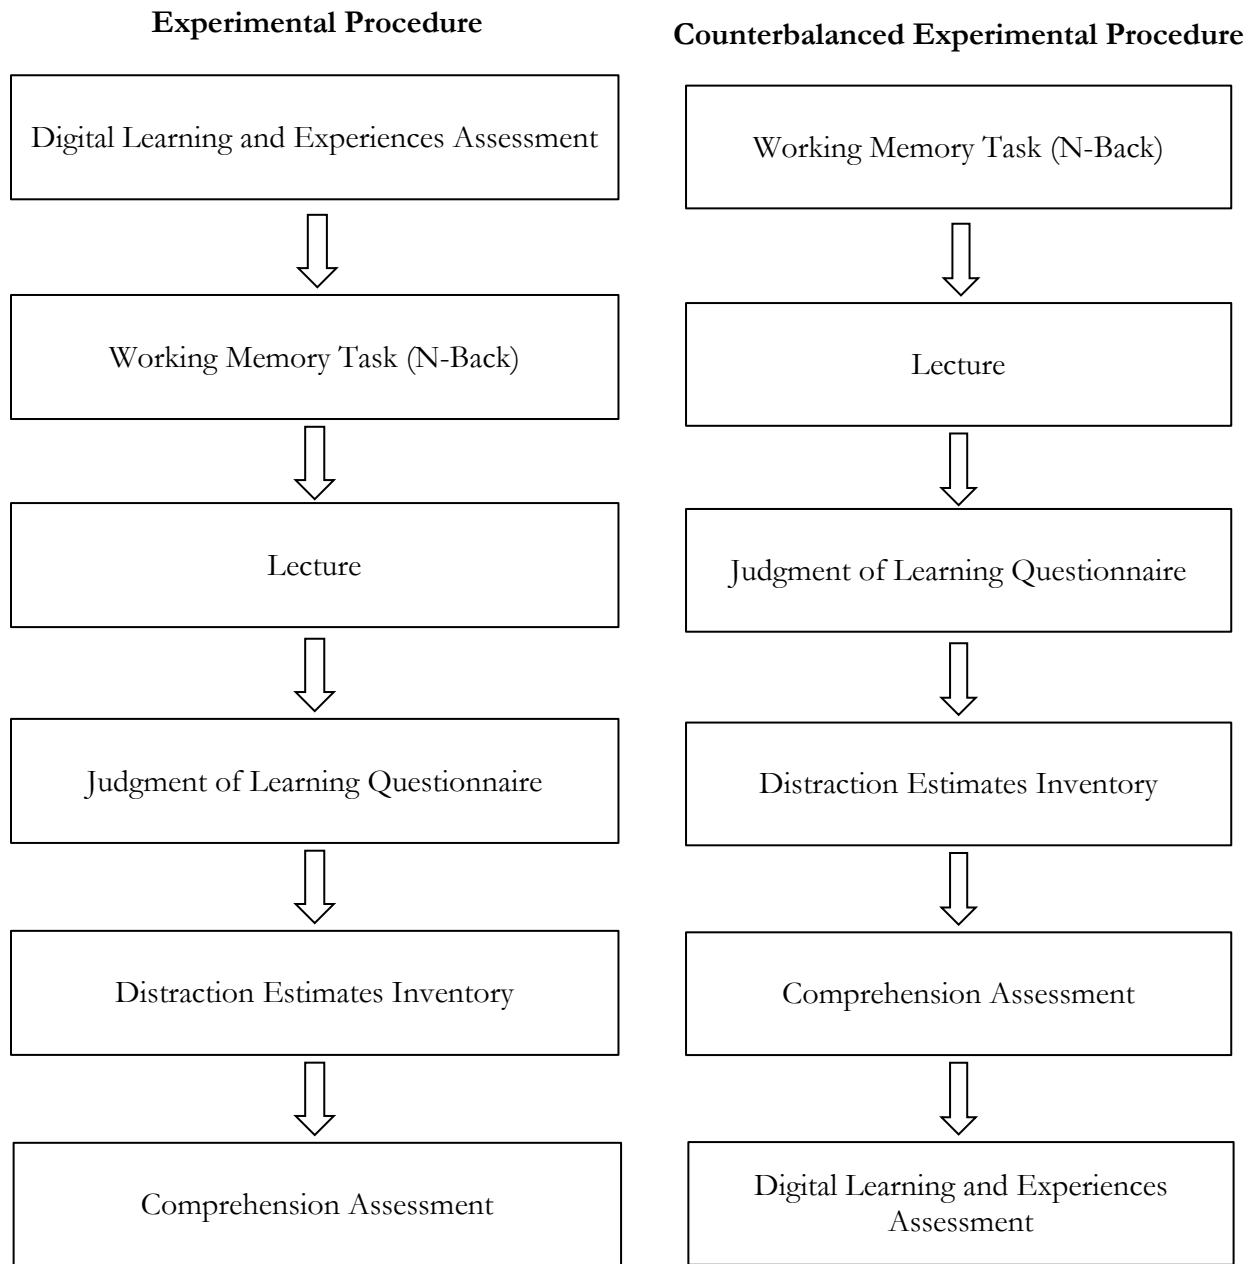 Experimental Procedure
Digital Learning and Experiences Assessment
Working Memory Task (N-Back)
Lecture
Judgment of Learning Questionnaire
Distraction Estimates Inventory
Comprehension Assessment
Counterbalanced Experimental Procedure
Working Memory Task (N-Back)
Lecture
Judgment of Learning Questionnaire
Distraction Estimates Inventory
Comprehension Assessment
Digital Learning and Experiences
Assessment